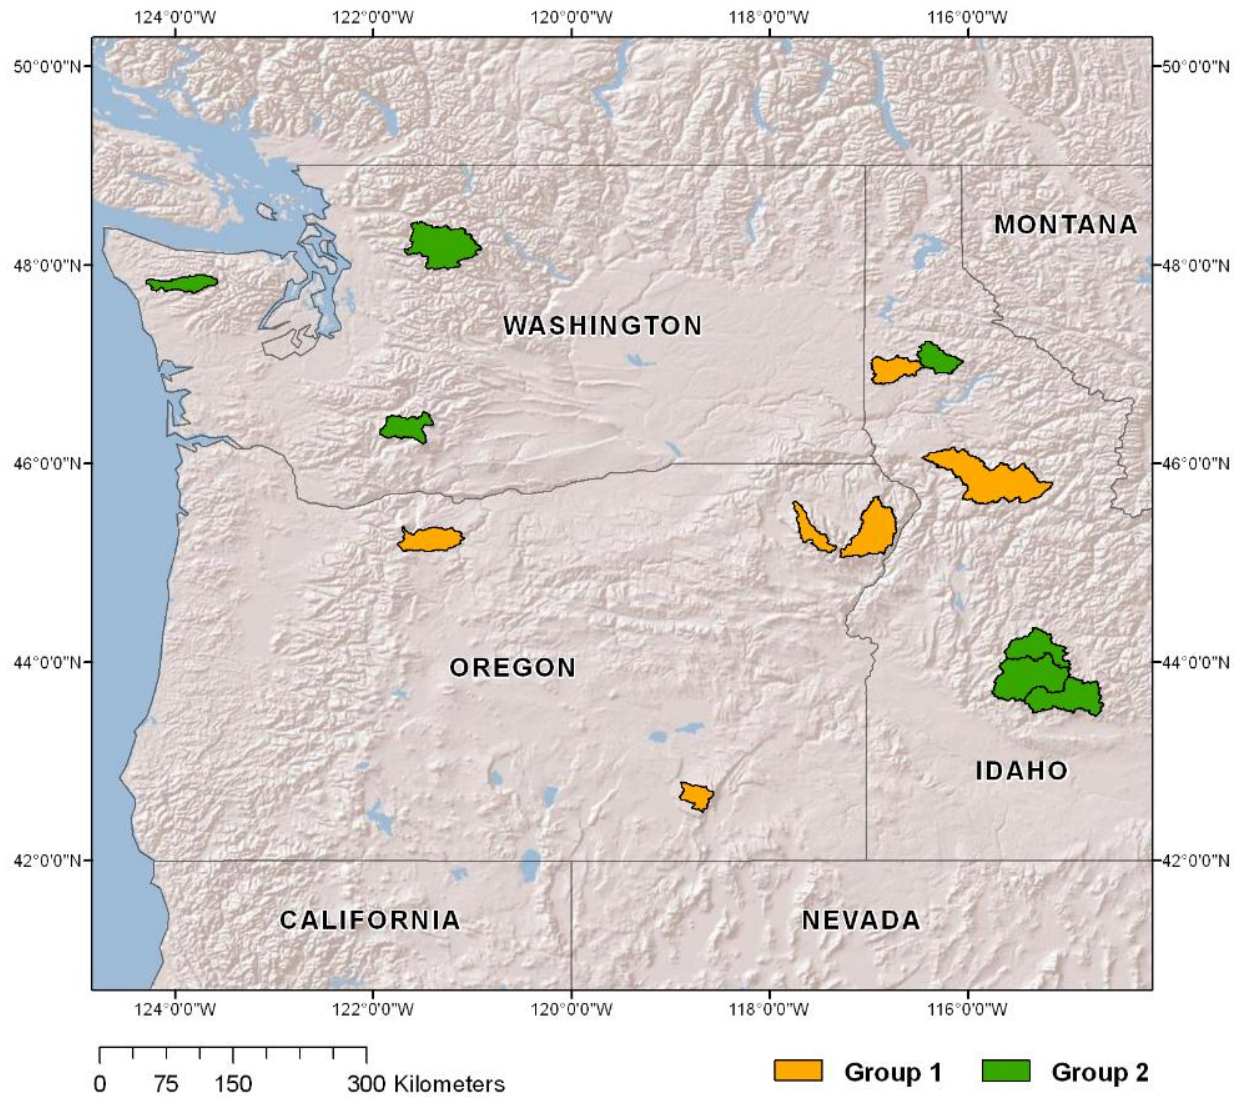 124°0'0"W 122°0'0"W 120°0'0"W 118°0'0"W 116°0'0"W
50°0'0"N 50°0'0"N
MONTANA
48°0'0"N 48°0'0"N
WASHINGTON
46°0'0"N 46°0'0"N
44°0'0"N OREGON 44°0'0"N
IDAHO
42°0'0"N 42°0'0"N
CALIFORNIA NEVADA
124°0'0"W 122°0'0"W 120°0'0"W 118°0'0"W 116°0'0"W
0 75 150 300 Kilometers Group 1 Group 2